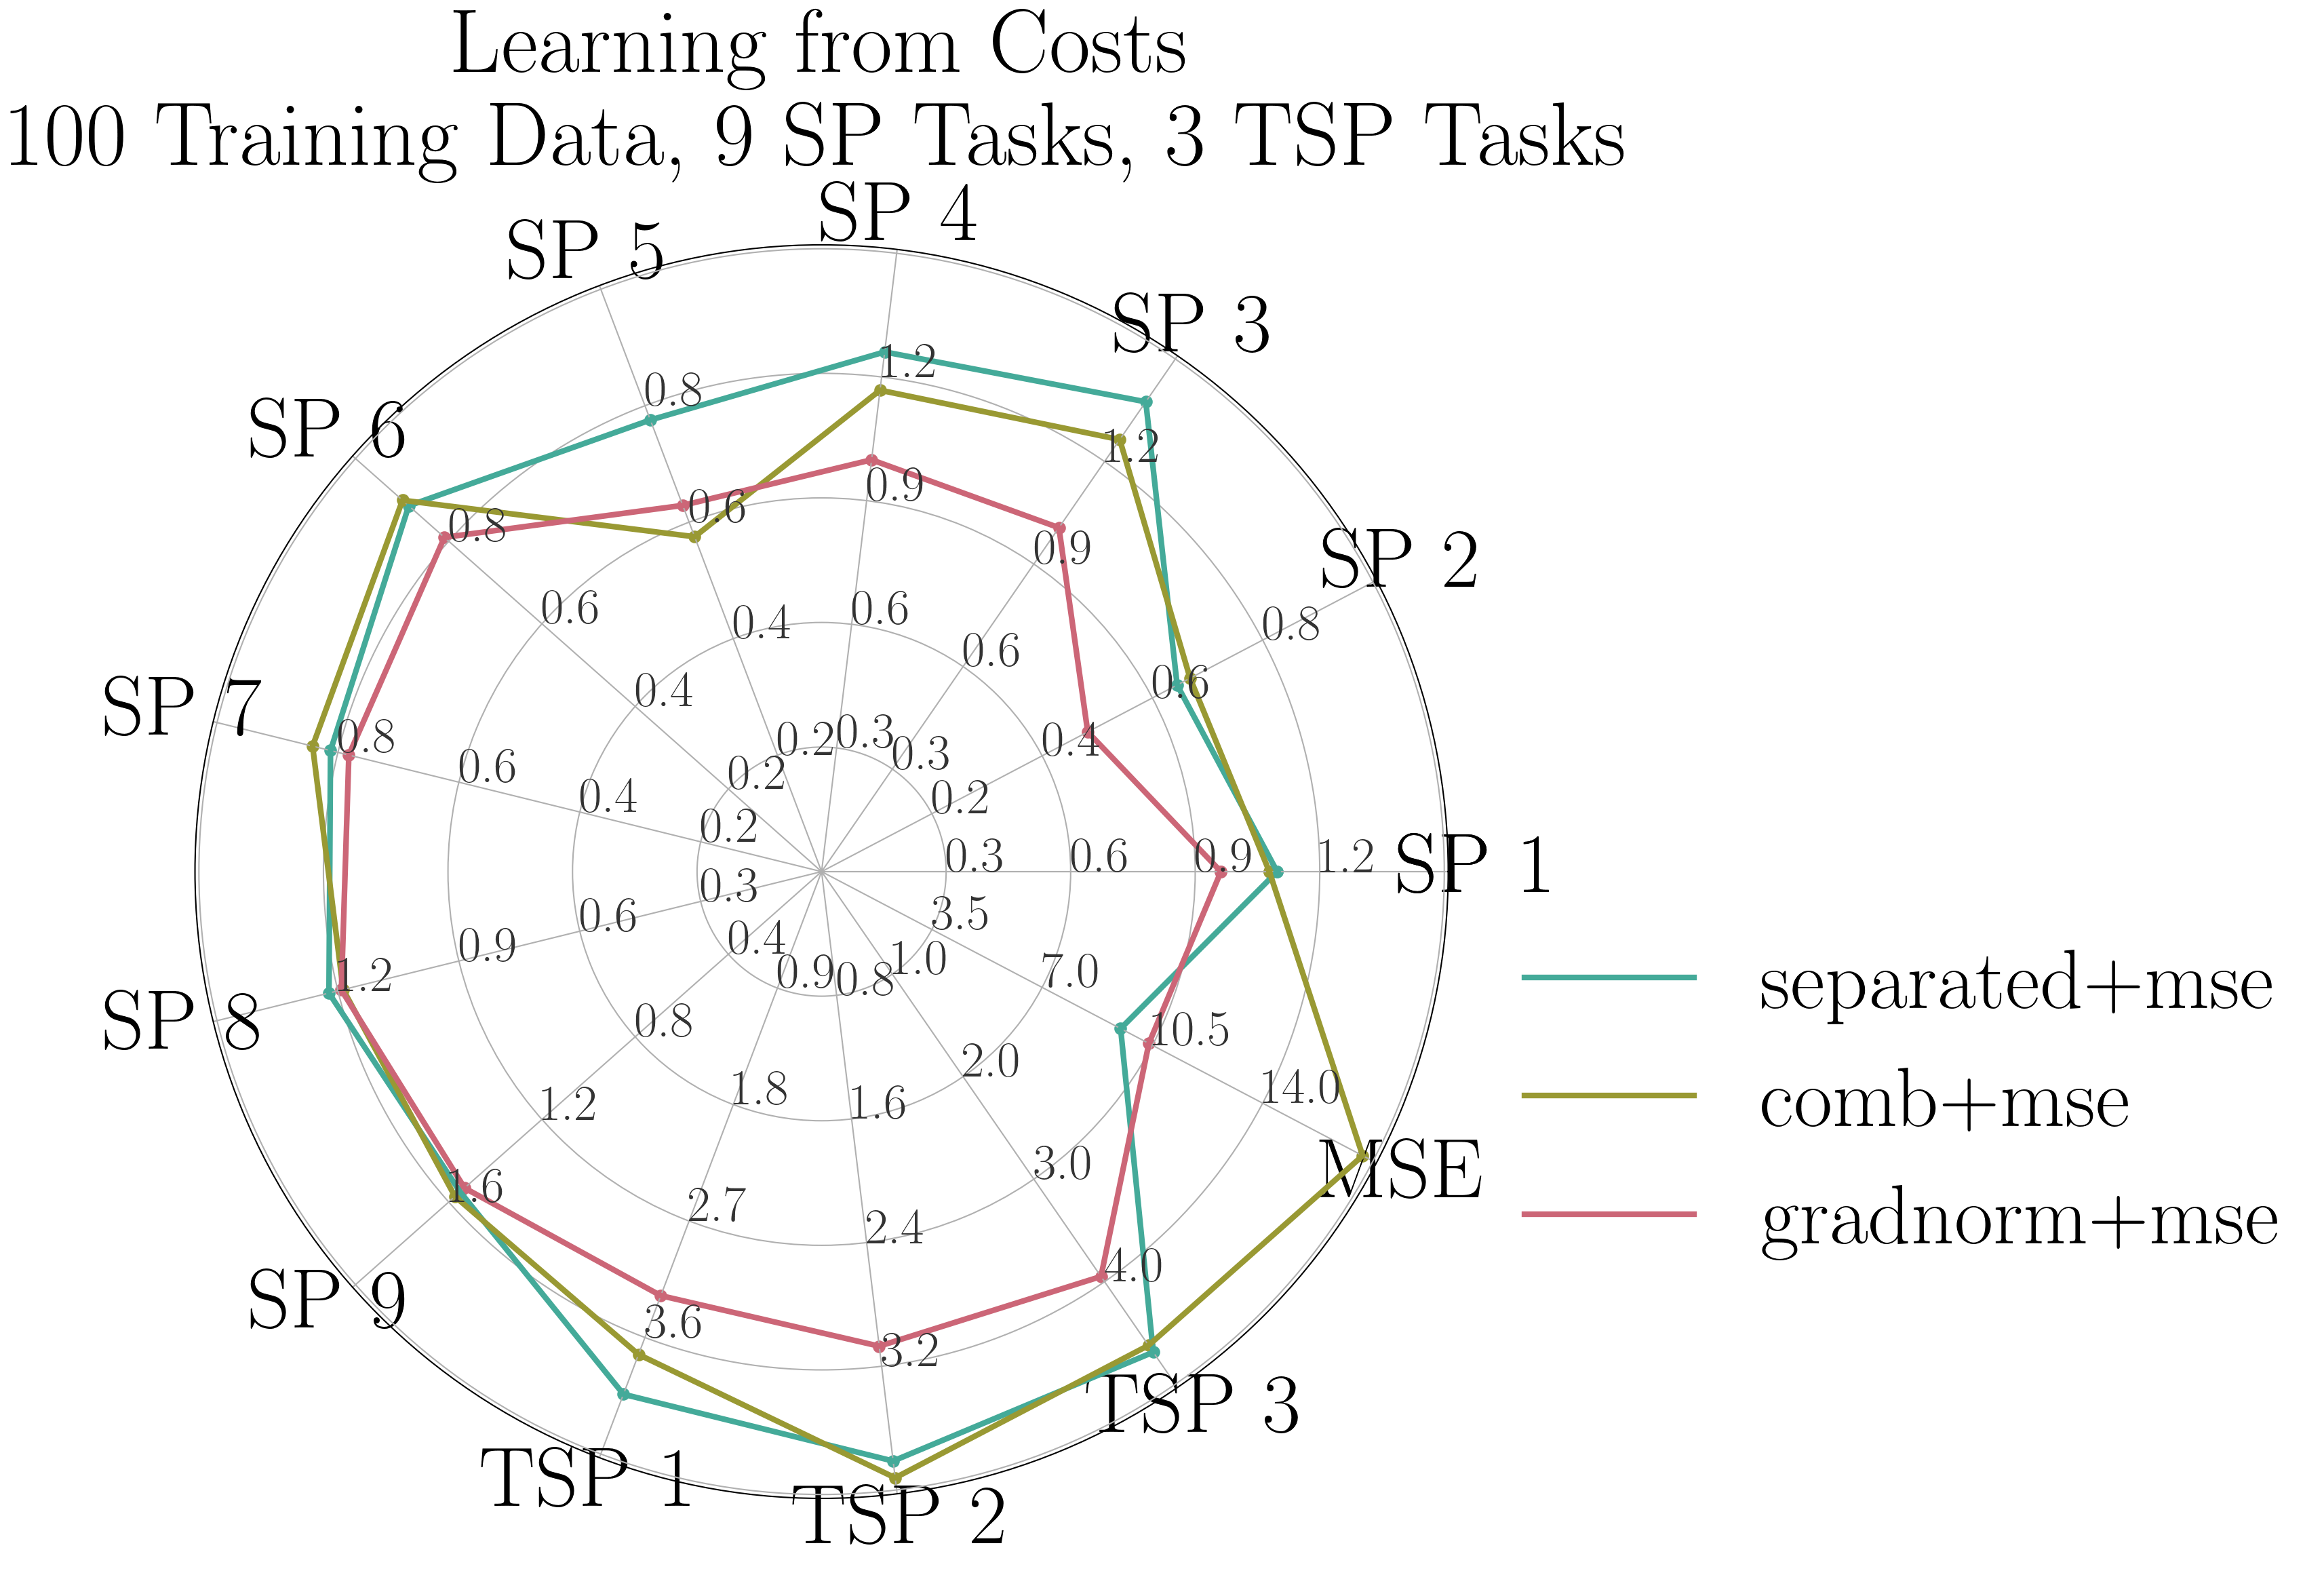 Learning from Costs
100 Training Data, 9 SP Tasks, 3 TSP Tasks
SP 4
SP 5
SP 3
SP 6
SP 2
SP 7
SP 1
SP 8
MSE
SP 9
TSP 3
TSP 1
TSP 2
0.3 0.6 0.9 1.2
0.2 0.4 0.6 0.8
0.3 0.6 0.9 1.2
0.3 0.6 0.9 1.2
0.2 0.4 0.6 0.8
0.2 0.4 0.6 0.8
0.2 0.4 0.6 0.8
0.3 0.6 0.9 1.2
0.4 0.8 1.2 1.6
0.9 1.8 2.7 3.6
0.8 1.6 2.4 3.2
1.0 2.0 3.0 4.0
3.5 7.0 10.5 14.0
separated+mse
comb+mse
gradnorm+mse